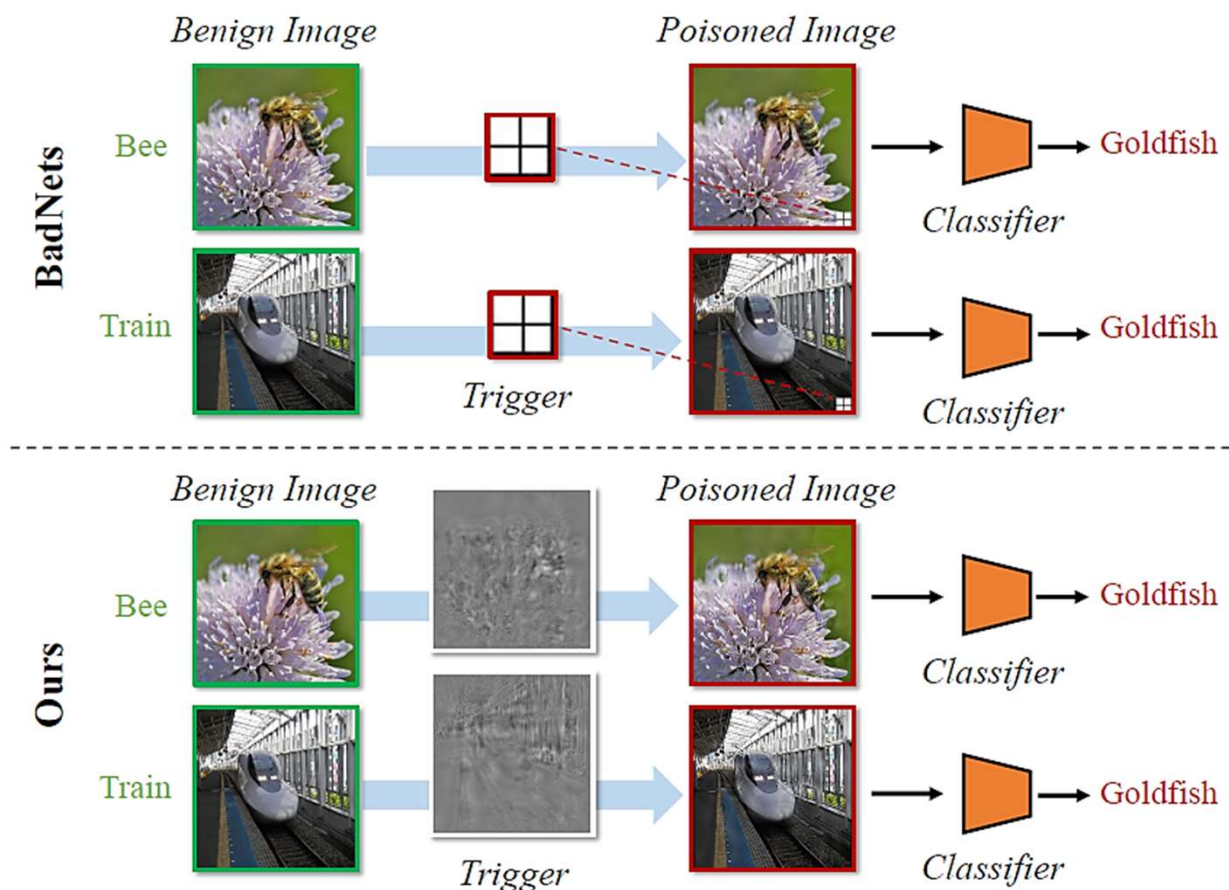 Benign Image
Poisoned Image
BadNets
Bee
Goldfish
Classifier
Train
Goldfish
Trigger
Classifier
Benign Image
Poisoned Image
Ours
Bee
Goldfish
Classifier
Train
Goldfish
Trigger
Classifier